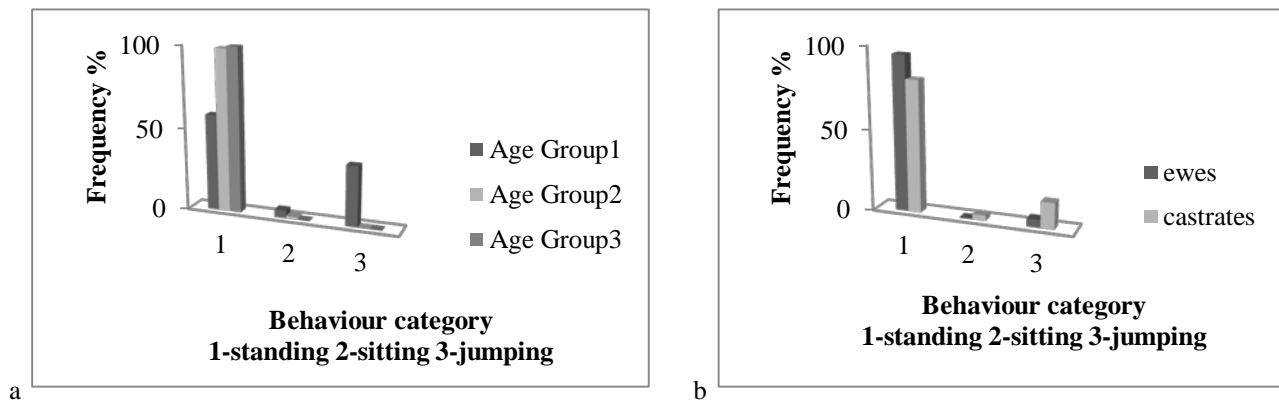 100
50
0
Frequency %
1
2
3
Age Group1
Age Group2
Age Group3
Behaviour category
1-standing 2-sitting 3-jumping
a
100
50
0
Frequency %
1
2
3
ewes
castrates
Behaviour category
1-standing 2-sitting 3-jumping
b